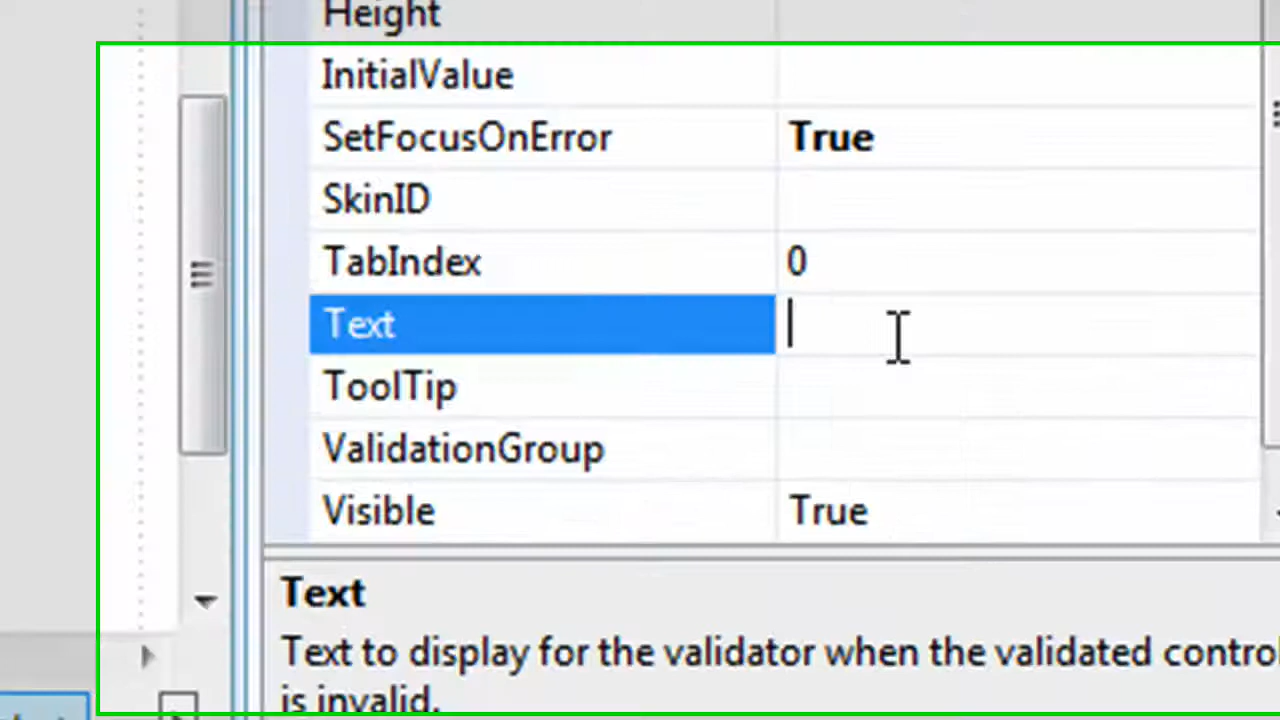 Height
InitialValue
SetFocusOnError True
SkinID
TabIndex 0
Text
ToolTip
ValidationGroup
Visible True
Text
Text to display for the validator when the validated control
is invalid.